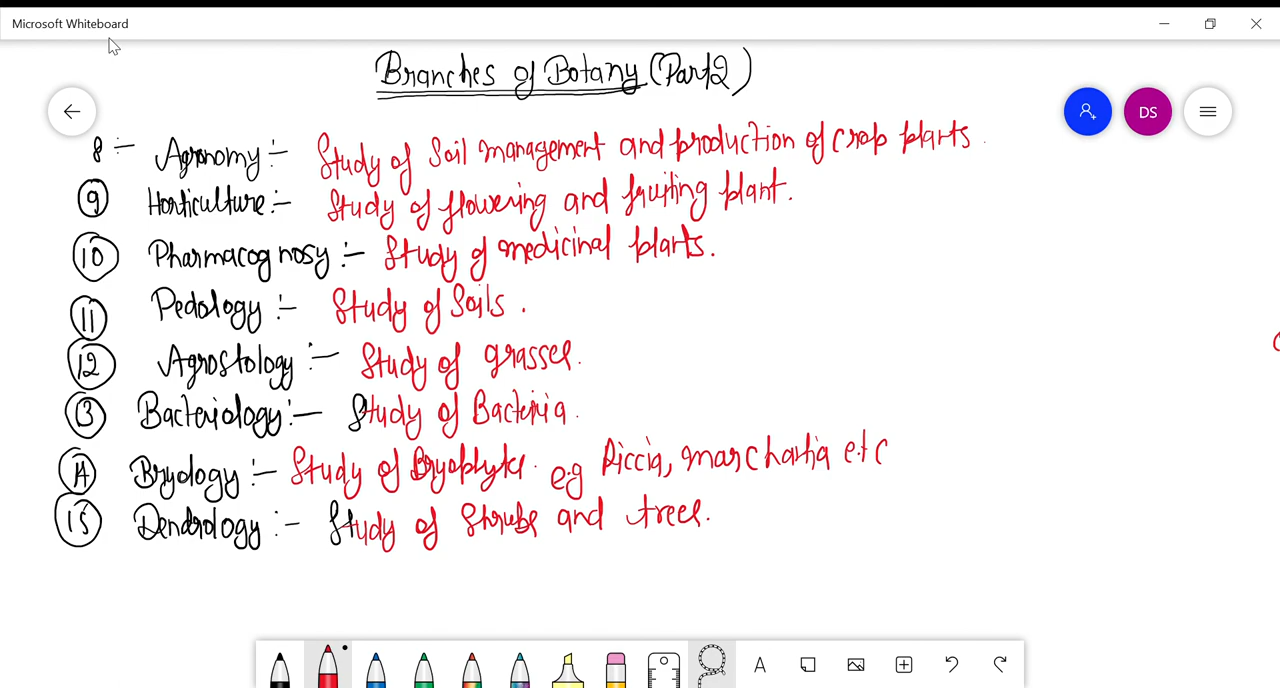 Microsoft Whiteboard
Branches of Botany (Part 2)
DS
8 :- Agronomy :- Study of Soil management and production of crop plants.
9 Horticulture :- Study of flowering and fruiting plant.
10 Pharmacognosy :- Study of medicinal plants.
11 Pedology :- Study of Soils.
12 Agrostology :- Study of grasses.
13 Bacteriology :- Study of Bacteria.
14 Bryology :- Study of Bryophytes. eg Riccia, marchantia etc
15 Dendrology :- Study of Shrubs and trees.
A